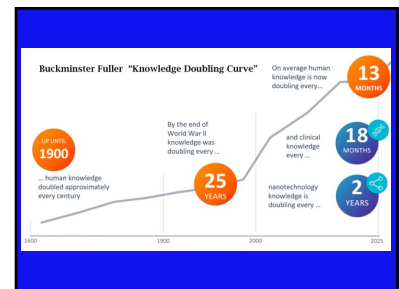 Buckminster Fuller “Knowledge Doubling Curve”
UP UNTIL
1900
... human knowledge
doubled approximately
every century
By the end of
World War II
knowledge was
doubling every ...
25
YEARS
On average human
knowledge is now
doubling every...
13
MONTHS
and clinical
knowledge
every ...
18
MONTHS
nanotechnology
knowledge is
doubling every ...
2
YEARS
1600
1900
2000
2025